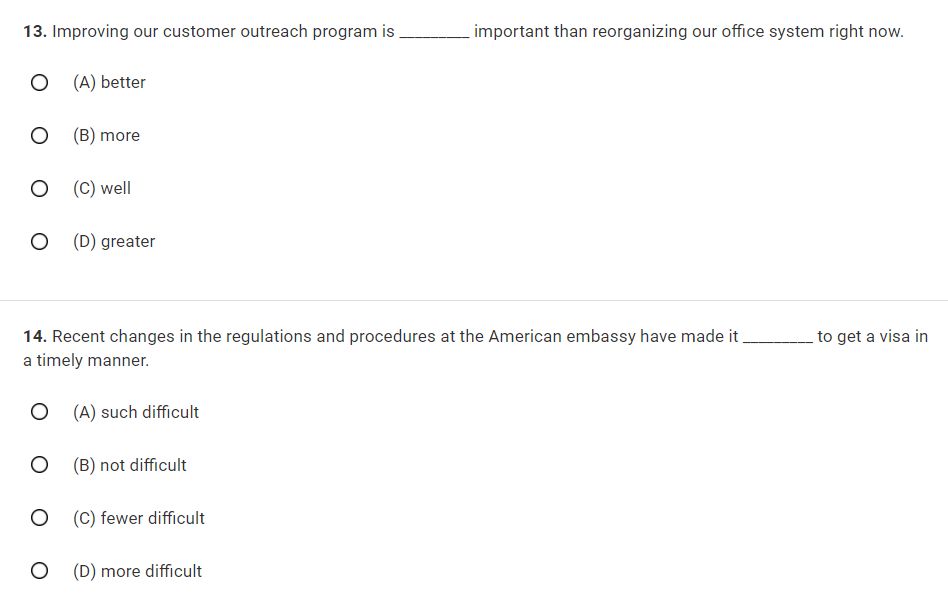 13. Improving our customer outreach program is _________ important than reorganizing our office system right now.
(A) better
(B) more
(C) well
(D) greater
14. Recent changes in the regulations and procedures at the American embassy have made it _________ to get a visa in
a timely manner.
(A) such difficult
(B) not difficult
(C) fewer difficult
(D) more difficult